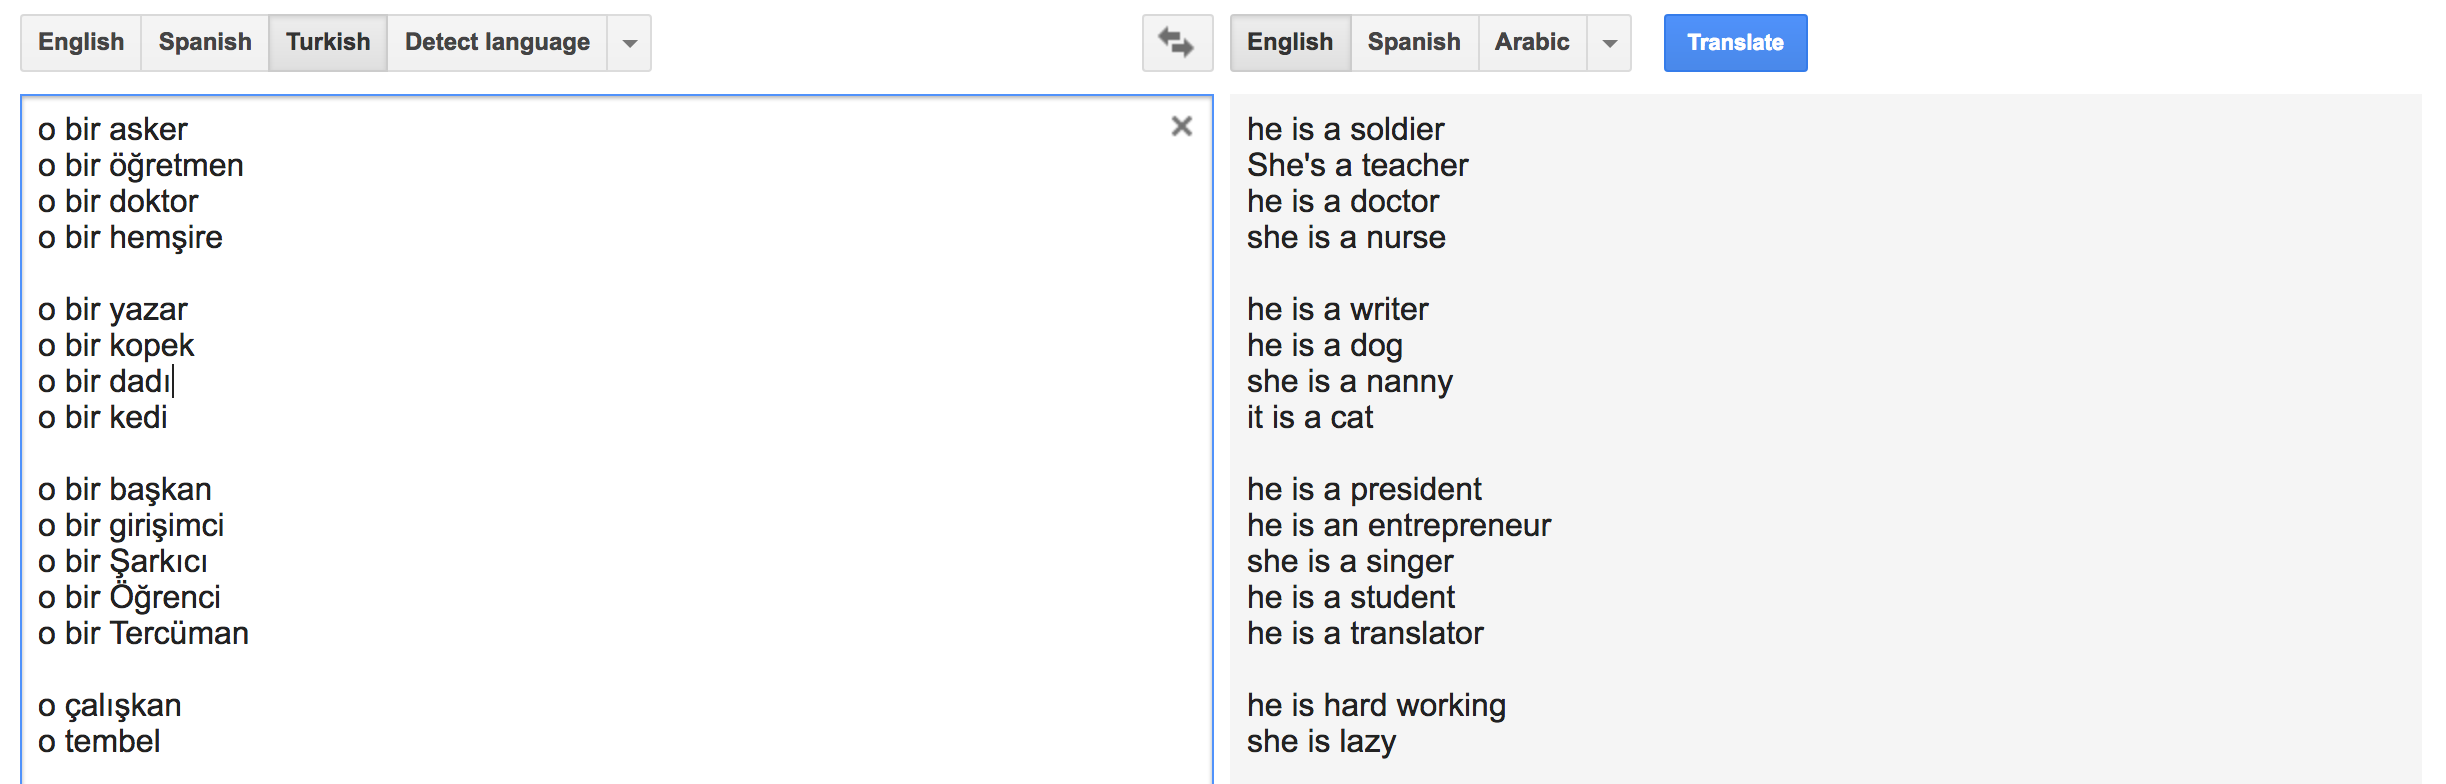 English Spanish Turkish Detect language English Spanish Arabic Translate
o bir asker
o bir öğretmen
o bir doktor
o bir hemşire
o bir yazar
o bir kopek
o bir dadı
o bir kedi
o bir başkan
o bir girişimci
o bir Şarkıcı
o bir Öğrenci
o bir Tercüman
o çalışkan
o tembel
he is a soldier
She's a teacher
he is a doctor
she is a nurse
he is a writer
he is a dog
she is a nanny
it is a cat
he is a president
he is an entrepreneur
she is a singer
he is a student
he is a translator
he is hard working
she is lazy